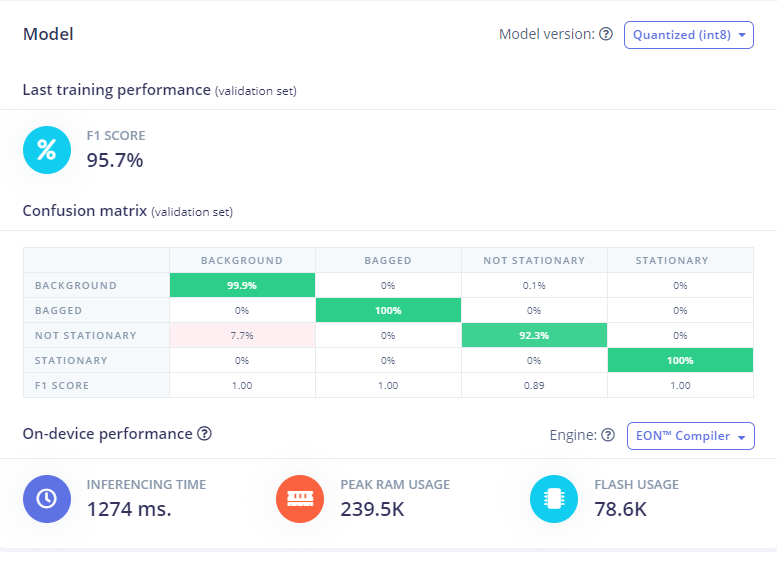 Model
Model version: Quantized (int8)
Last training performance (validation set)
%
F1 SCORE
95.7%
Confusion matrix (validation set)
BACKGROUND BAGGED NOT STATIONARY STATIONARY
BACKGROUND 99.9% 0% 0.1% 0%
BAGGED 0% 100% 0% 0%
NOT STATIONARY 7.7% 0% 92.3% 0%
STATIONARY 0% 0% 0% 100%
F1 SCORE 1.00 1.00 0.89 1.00
On-device performance ?
Engine: ? EON™ Compiler
INFERENCING TIME
1274 ms.
PEAK RAM USAGE
239.5K
FLASH USAGE
78.6K